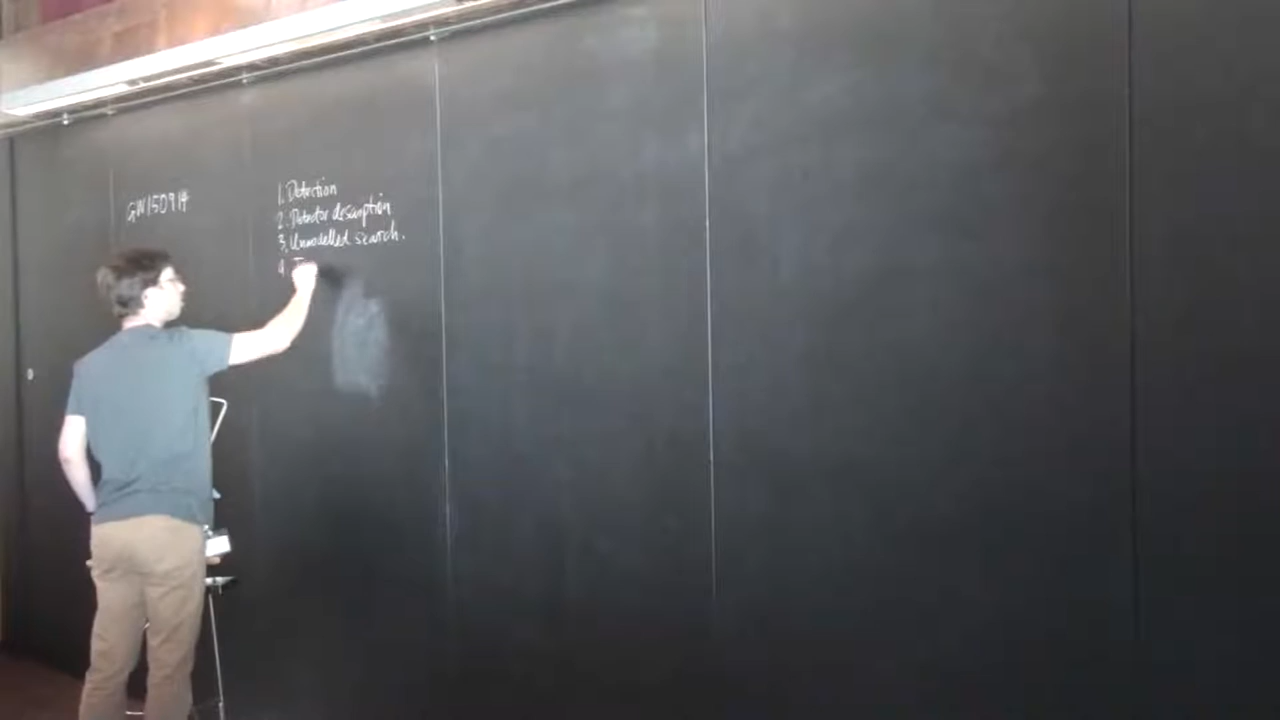 GW150914
1. Detection
2. Detector description
3. Unmodelled search.
4.